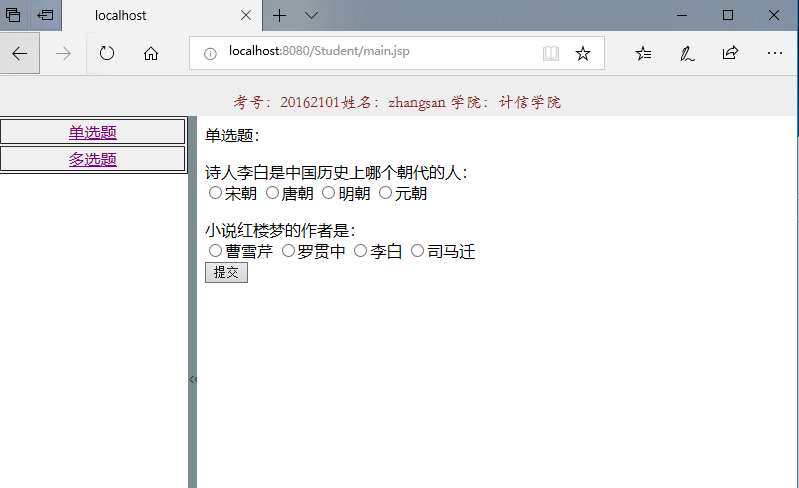 localhost
localhost:8080/Student/main.jsp
考号：20162101姓名：zhangsan 学院：计信学院
单选题
多选题
单选题：
诗人李白是中国历史上哪个朝代的人：
宋朝 唐朝 明朝 元朝
小说红楼梦的作者是：
曹雪芹 罗贯中 李白 司马迁
提交